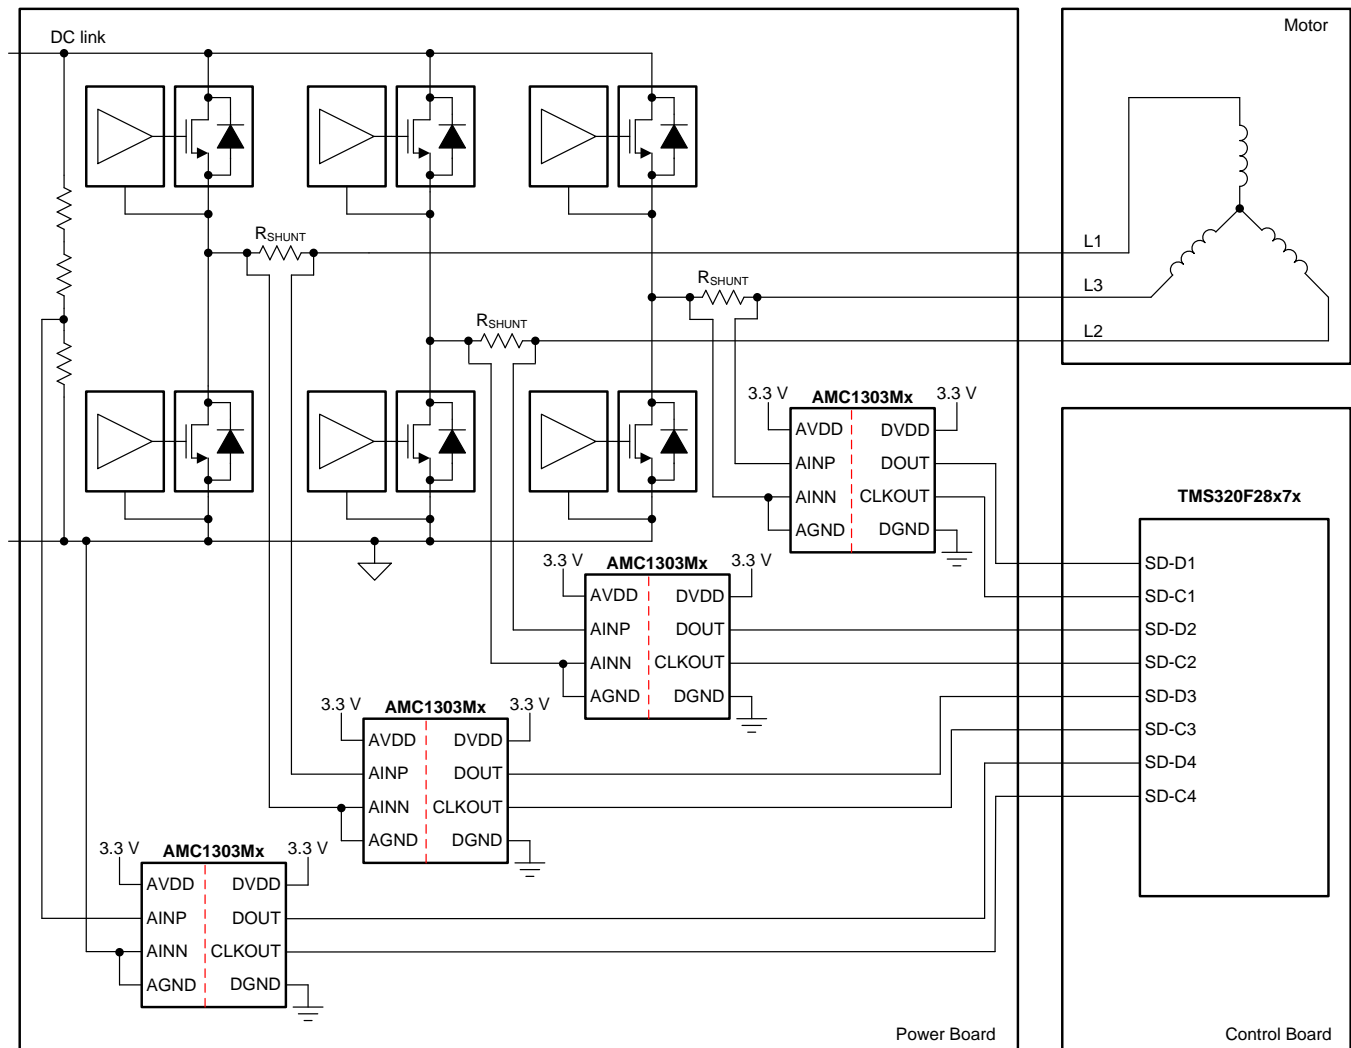 DC link
Motor
RSHUNT
L1
RSHUNT
L3
RSHUNT
L2
3.3 V
AMC1303Mx
3.3 V
AVDD
DVDD
AINP
DOUT
AINN
CLKOUT
AGND
DGND
TMS320F28x7x
SD-D1
SD-C1
SD-D2
SD-C2
SD-D3
SD-C3
SD-D4
SD-C4
3.3 V
AMC1303Mx
3.3 V
AVDD
DVDD
AINP
DOUT
AINN
CLKOUT
AGND
DGND
3.3 V
AMC1303Mx
3.3 V
AVDD
DVDD
AINP
DOUT
AINN
CLKOUT
AGND
DGND
3.3 V
AMC1303Mx
3.3 V
AVDD
DVDD
AINP
DOUT
AINN
CLKOUT
AGND
DGND
Power Board
Control Board